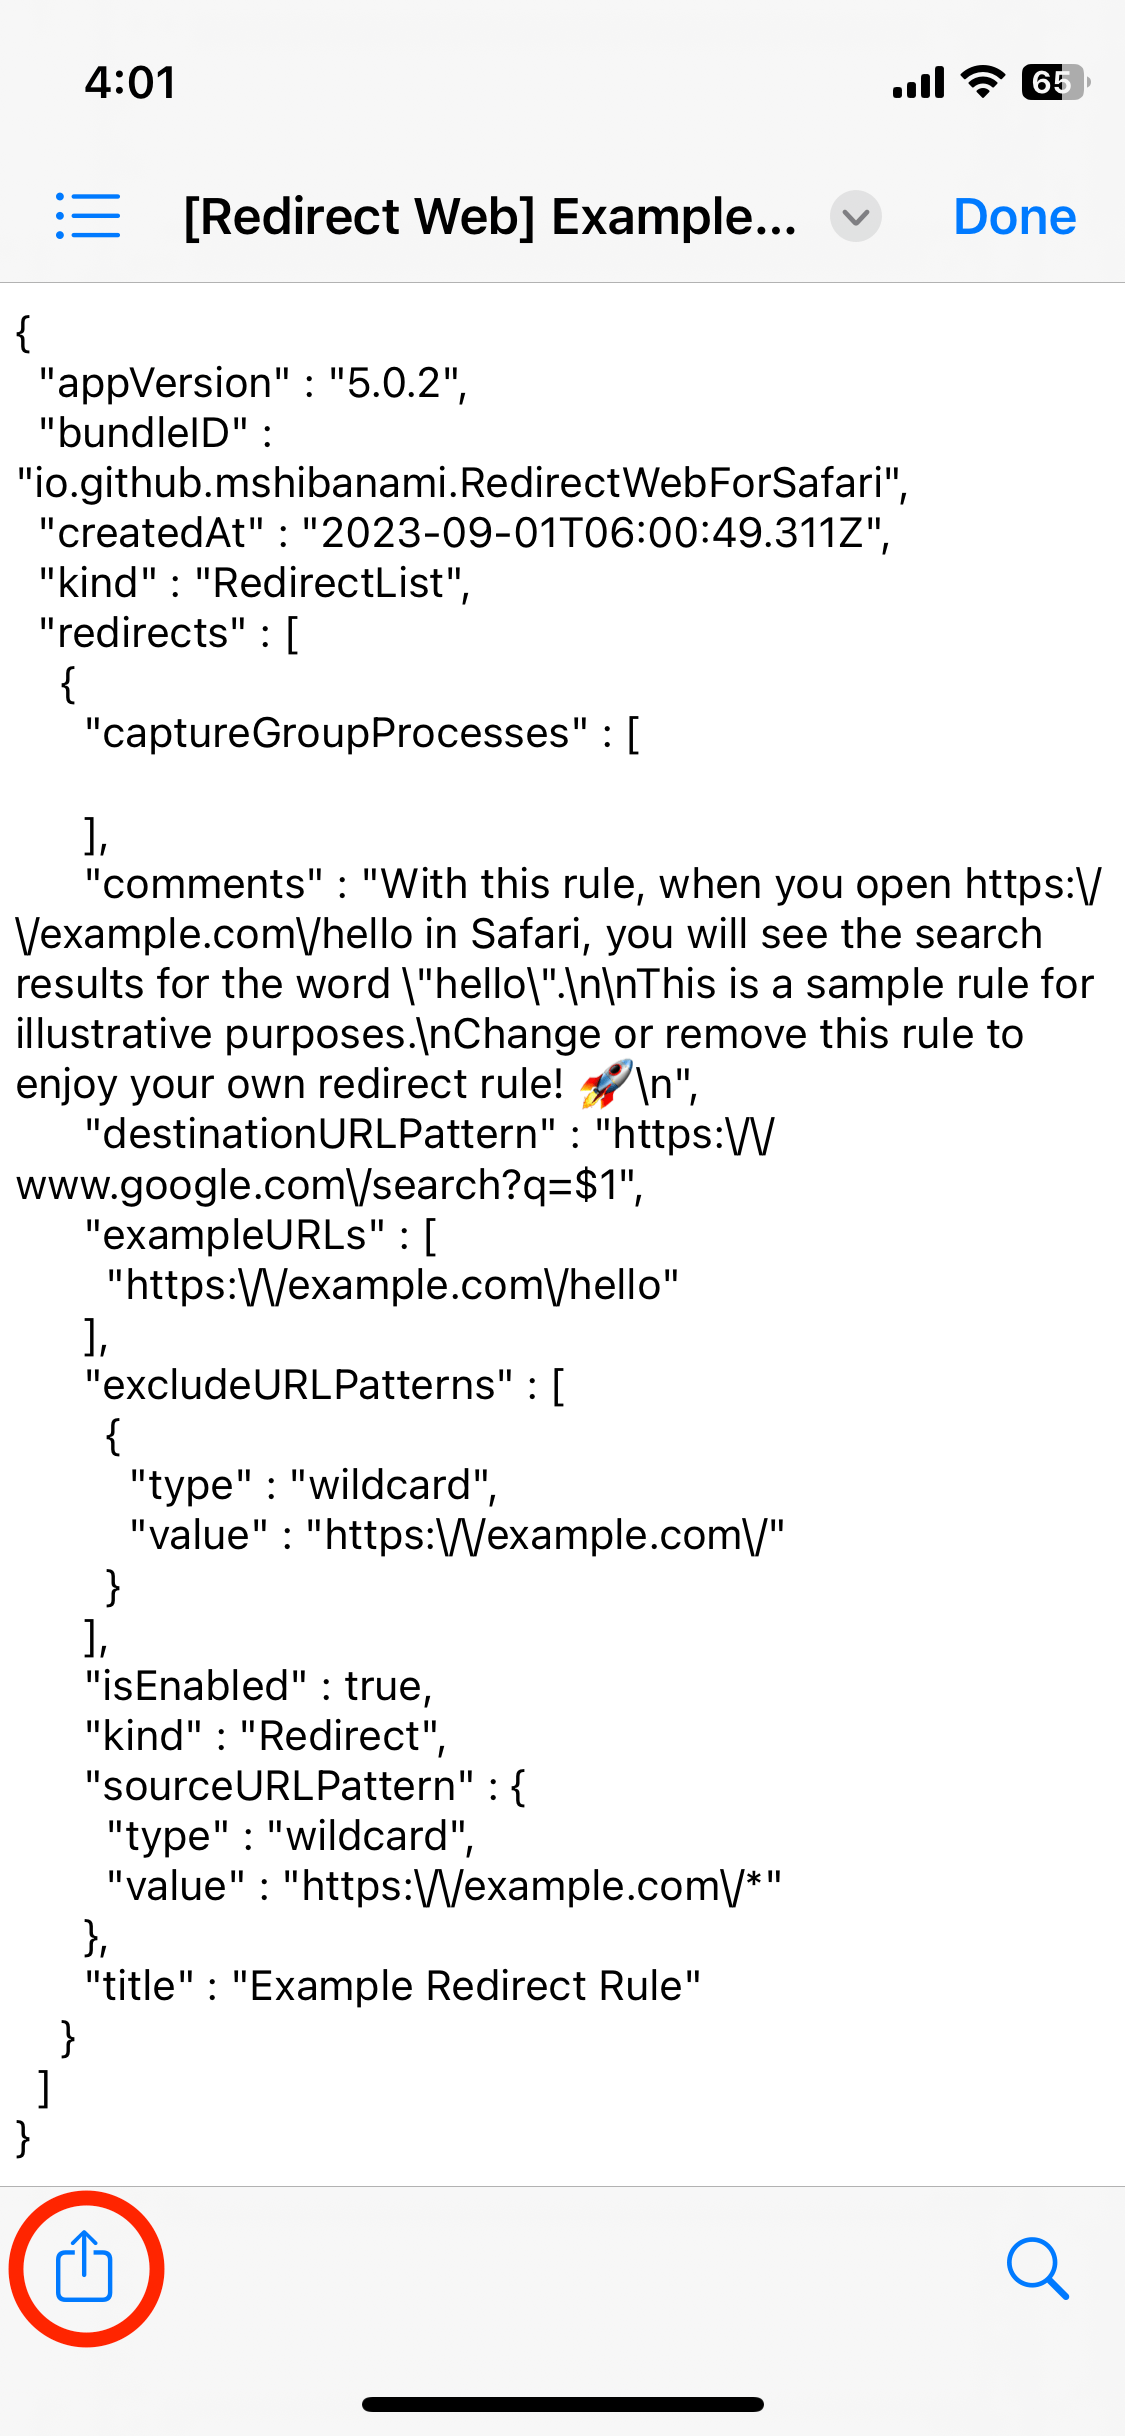 4:01
65
[Redirect Web] Example...
Done
{
"appVersion" : "5.0.2",
"bundleID" :
"io.github.mshibanami.RedirectWebForSafari",
"createdAt" : "2023-09-01T06:00:49.311Z",
"kind" : "RedirectList",
"redirects" : [
{
"captureGroupProcesses" : [
],
"comments" : "With this rule, when you open https:\/
\/example.com\/hello in Safari, you will see the search
results for the word \"hello\".\n\nThis is a sample rule for
illustrative purposes.\nChange or remove this rule to
enjoy your own redirect rule! 🚀\n",
"destinationURLPattern" : "https:\/\/
www.google.com\/search?q=$1",
"exampleURLs" : [
"https:\/\/example.com\/hello"
],
"excludeURLPatterns" : [
{
"type" : "wildcard",
"value" : "https:\/\/example.com\/"
}
],
"isEnabled" : true,
"kind" : "Redirect",
"sourceURLPattern" : {
"type" : "wildcard",
"value" : "https:\/\/example.com\/*"
},
"title" : "Example Redirect Rule"
}
]
}